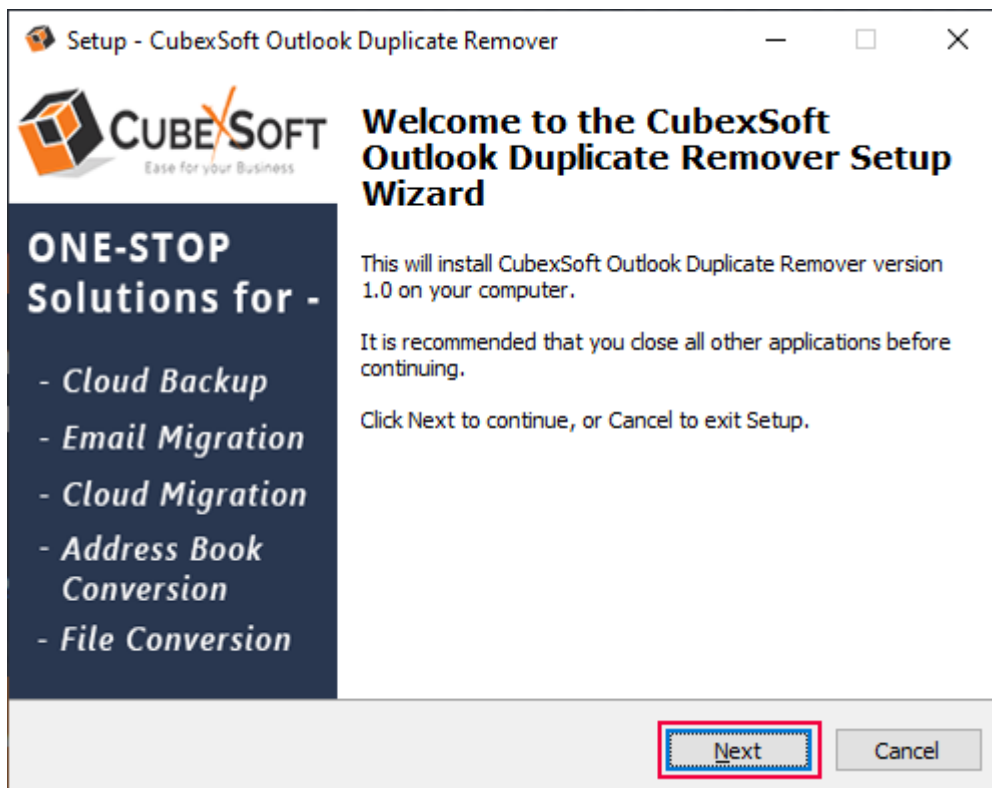 Setup - CubexSoft Outlook Duplicate Remover
CUBEXSOFT
Ease for your Business
ONE-STOP
Solutions for -
- Cloud Backup
- Email Migration
- Cloud Migration
- Address Book
Conversion
- File Conversion
Welcome to the CubexSoft
Outlook Duplicate Remover Setup
Wizard
This will install CubexSoft Outlook Duplicate Remover version
1.0 on your computer.
It is recommended that you close all other applications before
continuing.
Click Next to continue, or Cancel to exit Setup.
Next
Cancel